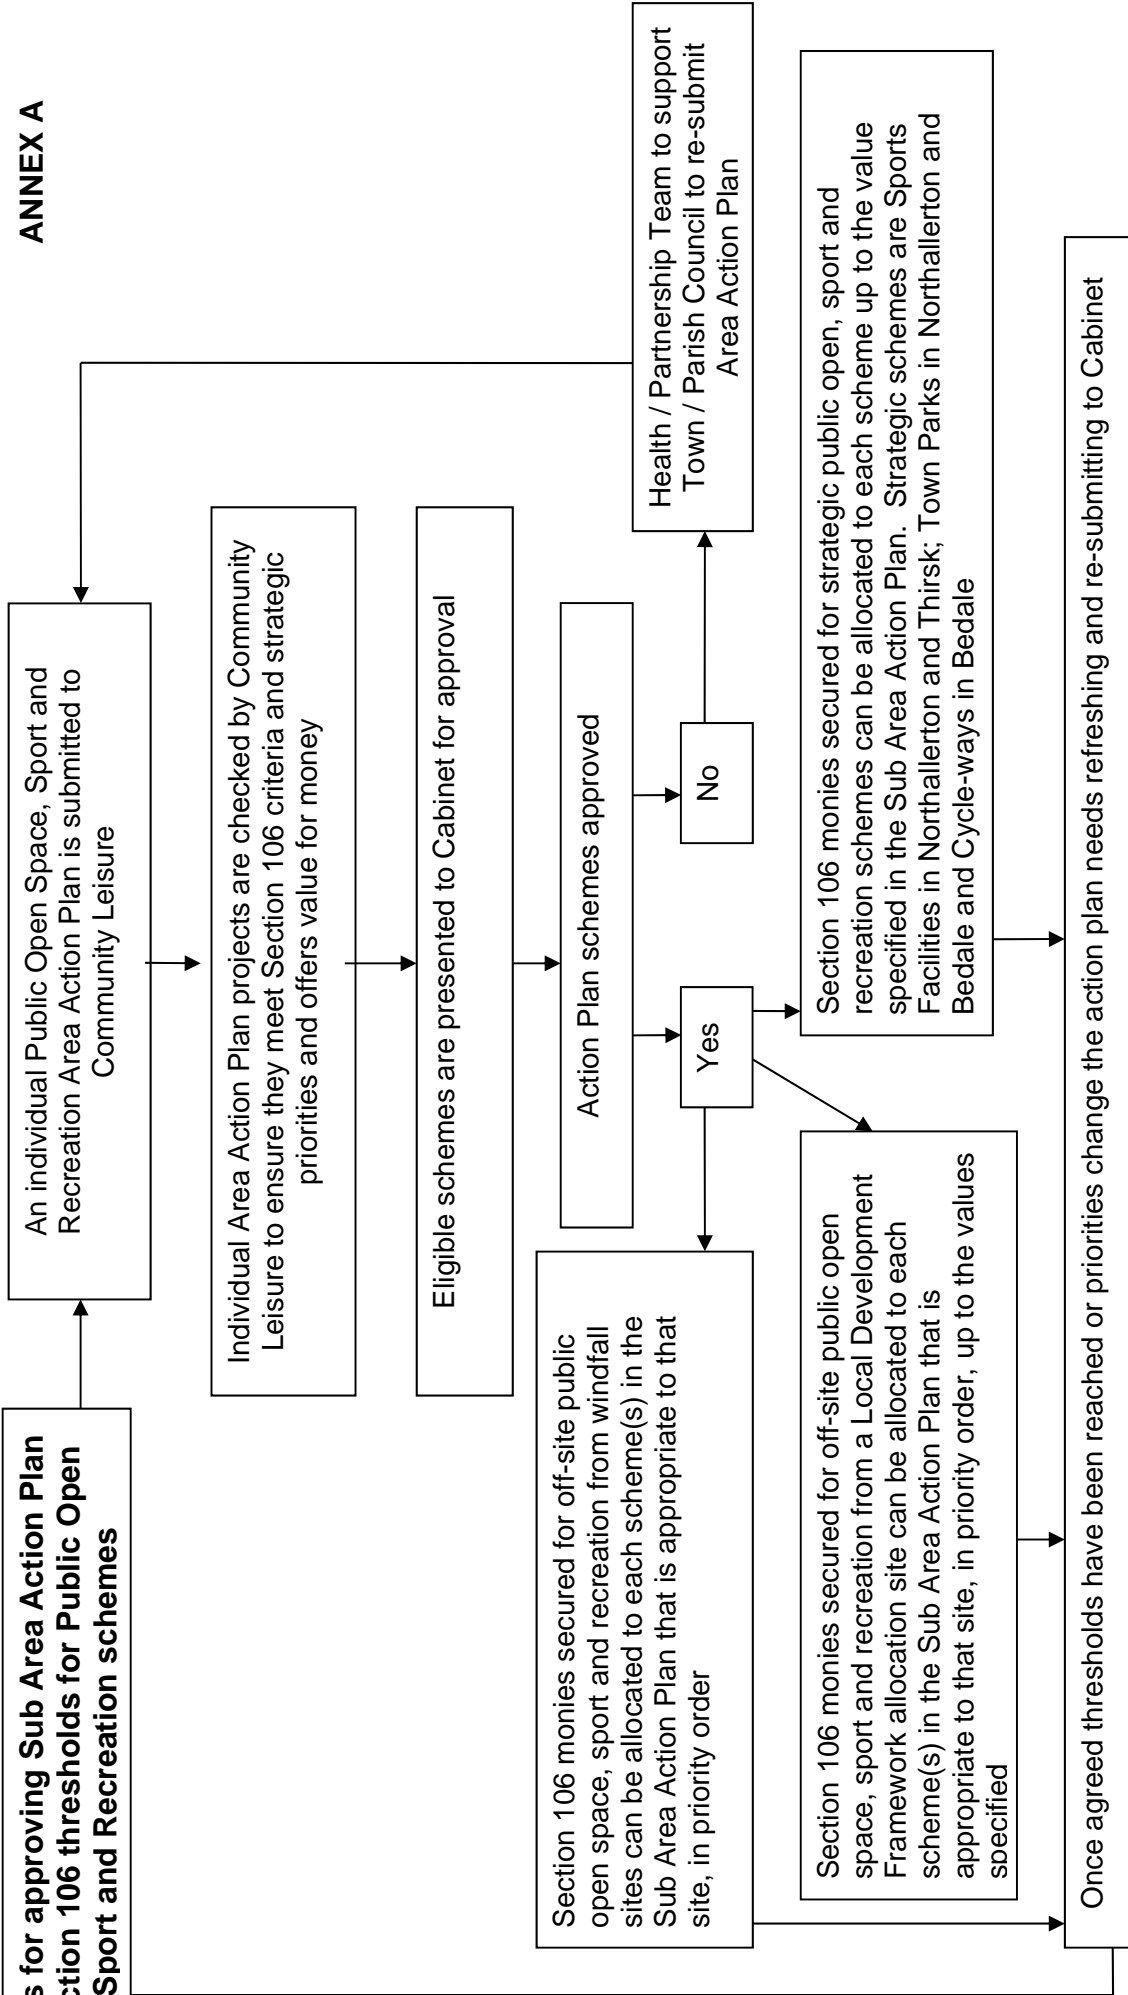 ANNEX A
s for approving Sub Area Action Plan
ction 106 thresholds for Public Open
Sport and Recreation schemes
An individual Public Open Space, Sport and
Recreation Area Action Plan is submitted to
Community Leisure
Individual Area Action Plan projects are checked by Community
Leisure to ensure they meet Section 106 criteria and strategic
priorities and offers value for money
Eligible schemes are presented to Cabinet for approval
Action Plan schemes approved
Yes
No
Health / Partnership Team to support
Town / Parish Council to re-submit
Area Action Plan
Section 106 monies secured for off-site public
open space, sport and recreation from windfall
sites can be allocated to each scheme(s) in the
Sub Area Action Plan that is appropriate to that
site, in priority order
Section 106 monies secured for off-site public open
space, sport and recreation from a Local Development
Framework allocation site can be allocated to each
scheme(s) in the Sub Area Action Plan that is
appropriate to that site, in priority order, up to the values
specified
Section 106 monies secured for strategic public open, sport and
recreation schemes can be allocated to each scheme up to the value
specified in the Sub Area Action Plan.  Strategic schemes are Sports
Facilities in Northallerton and Thirsk; Town Parks in Northallerton and
Bedale and Cycle-ways in Bedale
Once agreed thresholds have been reached or priorities change the action plan needs refreshing and re-submitting to Cabinet